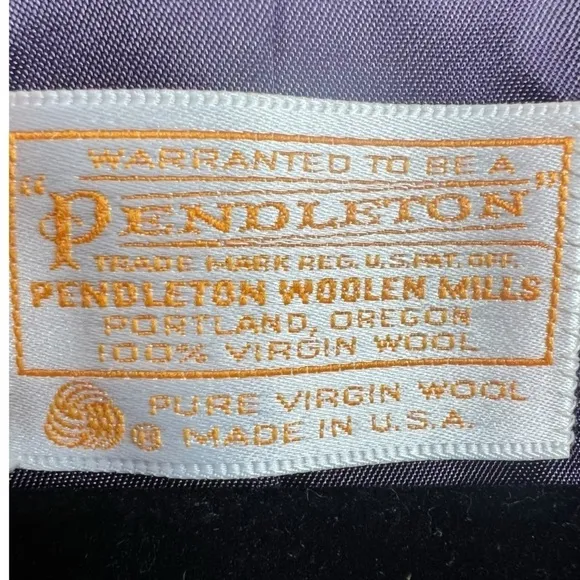 WARRANTED TO BE A
"PENDLETON"
TRADE MARK REG. U.S. PAT. OFF.
PENDLETON WOOLEN MILLS
PORTLAND, OREGON
100% VIRGIN WOOL
PURE VIRGIN WOOL
® MADE IN U.S.A.